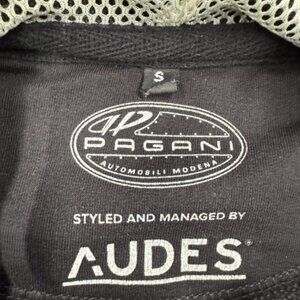 S
PAGANI
AUTOMOBILI MODENA
STYLED AND MANAGED BY
AUDES®